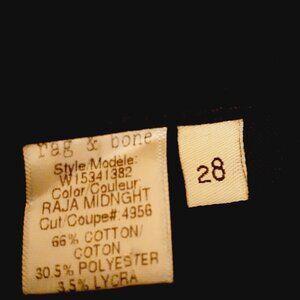 rag & bone
Style/Modele:
W15341382
Color/Couleur
RAJA MIDNGHT
Cut/Coupe# 4956
66% COTTON/
COTON
30.5% POLYESTER
3.5% LYCRA
28